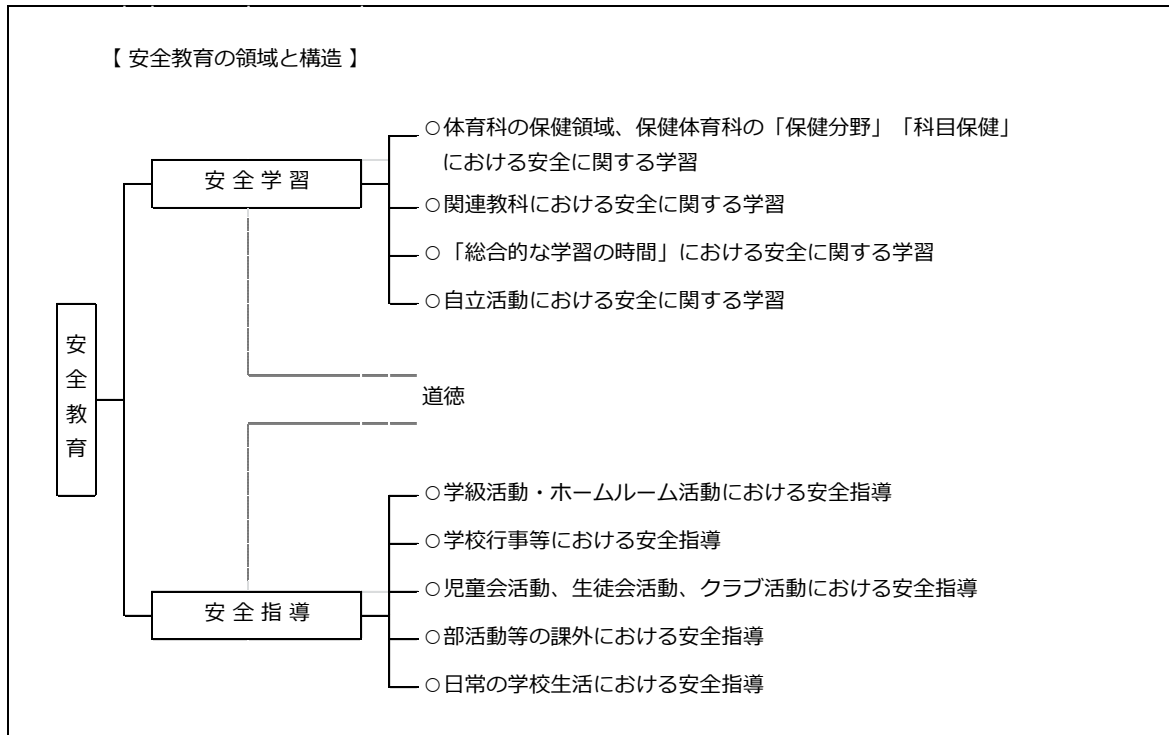 【 安全教育の領域と構造 】
○体育科の保健領域、保健体育科の「保健分野」「科目保健」
における安全に関する学習
安全学習
○関連教科における安全に関する学習
○「総合的な学習の時間」における安全に関する学習
○自立活動における安全に関する学習
安全教育
道徳
○学級活動・ホームルーム活動における安全指導
○学校行事等における安全指導
○児童会活動、生徒会活動、クラブ活動における安全指導
安全指導
○部活動等の課外における安全指導
○日常の学校生活における安全指導